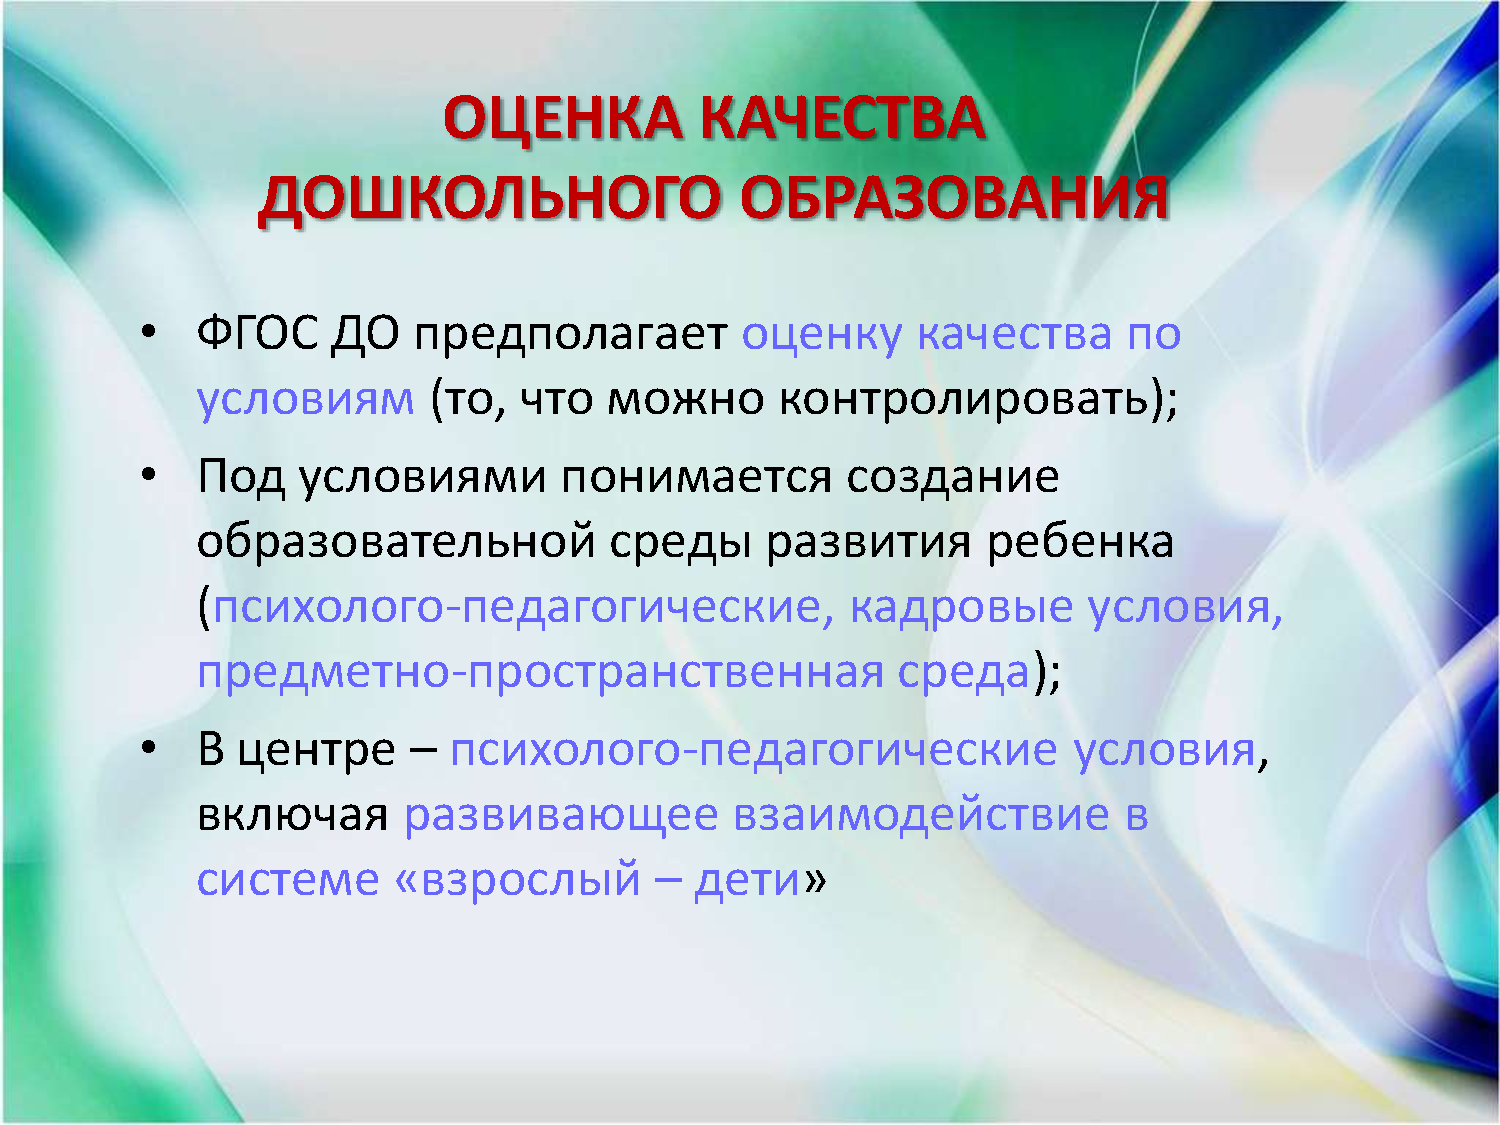 ОЦЕНКА КАЧЕСТВА
ДОШКОЛЬНОГО ОБРАЗОВАНИЯ
• ФГОС ДО предполагает оценку качества по
условиям (то, что можно контролировать);
• Под условиями понимается создание
образовательной среды развития ребенка
(психолого-педагогические, кадровые условия,
предметно-пространственная среда);
• В центре – психолого-педагогические условия,
включая развивающее взаимодействие в
системе «взрослый – дети»